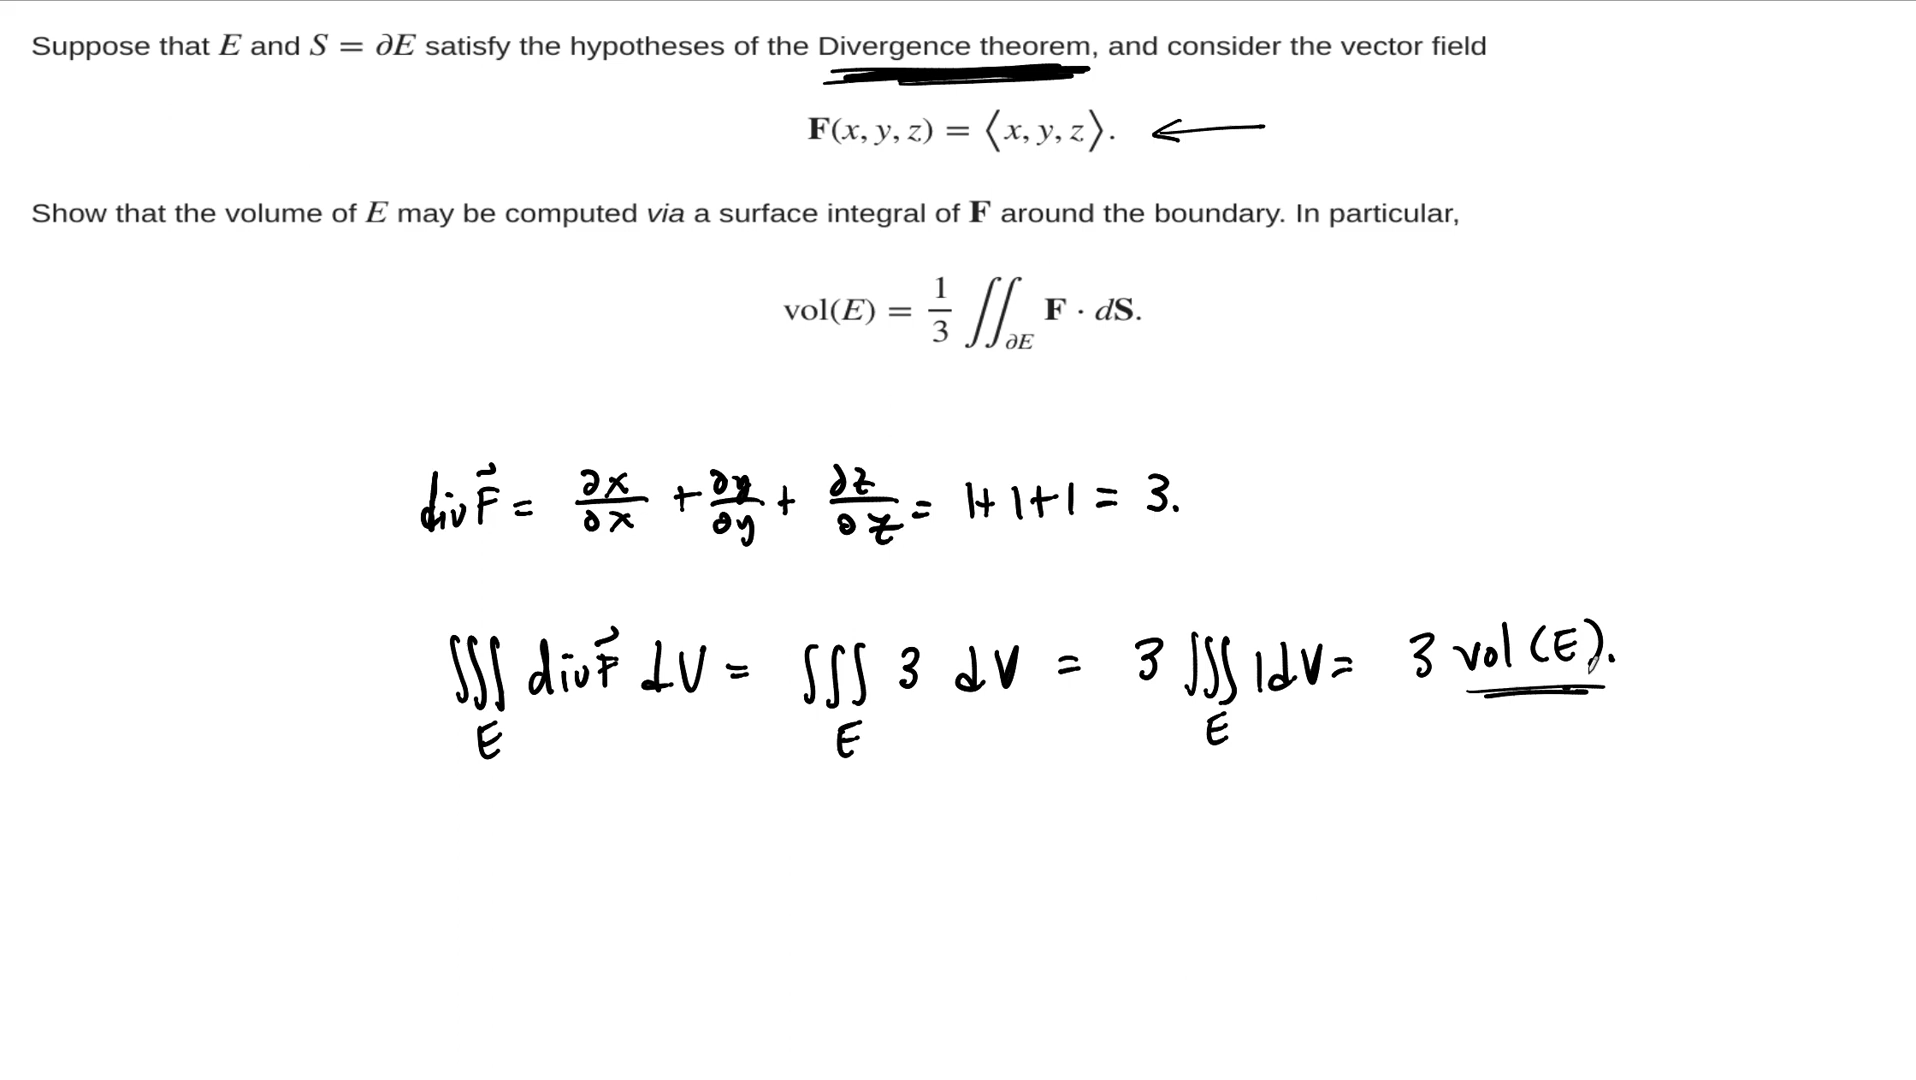 Suppose that E and S = ∂E satisfy the hypotheses of the Divergence theorem, and consider the vector field
F(x, y, z) = ⟨x, y, z⟩. ←
Show that the volume of E may be computed via a surface integral of F around the boundary. In particular,
vol(E) = 1/3 ∬_∂E F · dS.
div F⃗ = ∂x/∂x + ∂y/∂y + ∂z/∂z = 1+1+1 = 3.
∭_E div F⃗ dV = ∭_E 3 dV = 3 ∭_E 1dV = 3 vol(E).